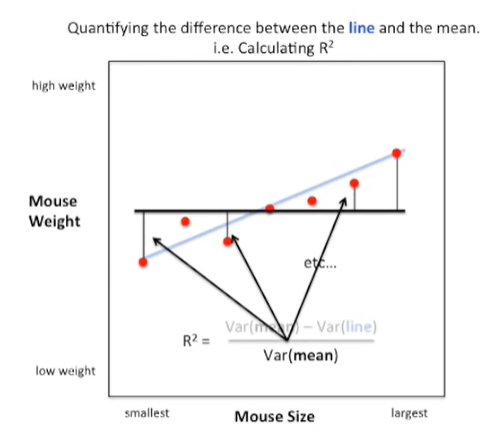 Quantifying the difference between the line and the mean.
i.e. Calculating R²
high weight
Mouse
Weight
etc...
R² =
Var(mean) – Var(line)
Var(mean)
low weight
smallest
Mouse Size
largest